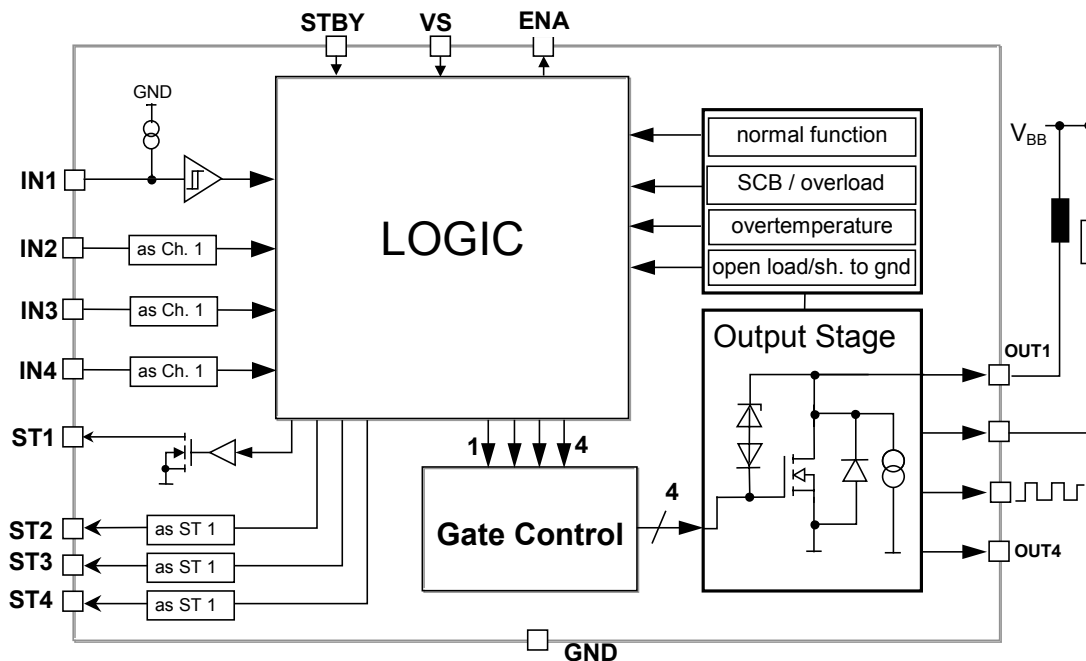 STBY VS ENA
GND
normal function
V_BB
IN1
SCB / overload
IN2
as Ch. 1
LOGIC
overtemperature
open load/sh. to gnd
IN3
as Ch. 1
Output Stage
OUT1
IN4
as Ch. 1
ST1
1 4
4
ST2
as ST 1
Gate Control
OUT4
ST3
as ST 1
ST4
as ST 1
GND